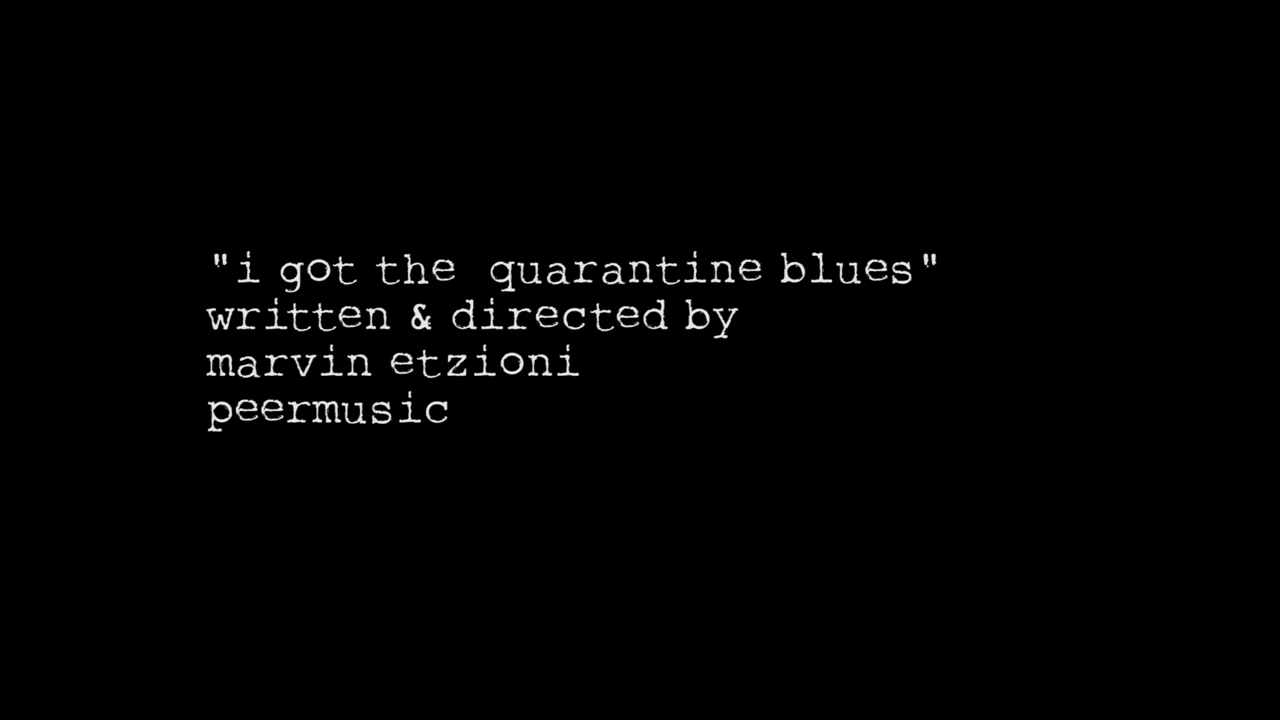 "i got the quarantine blues"
written & directed by
marvin etzioni
peermusic